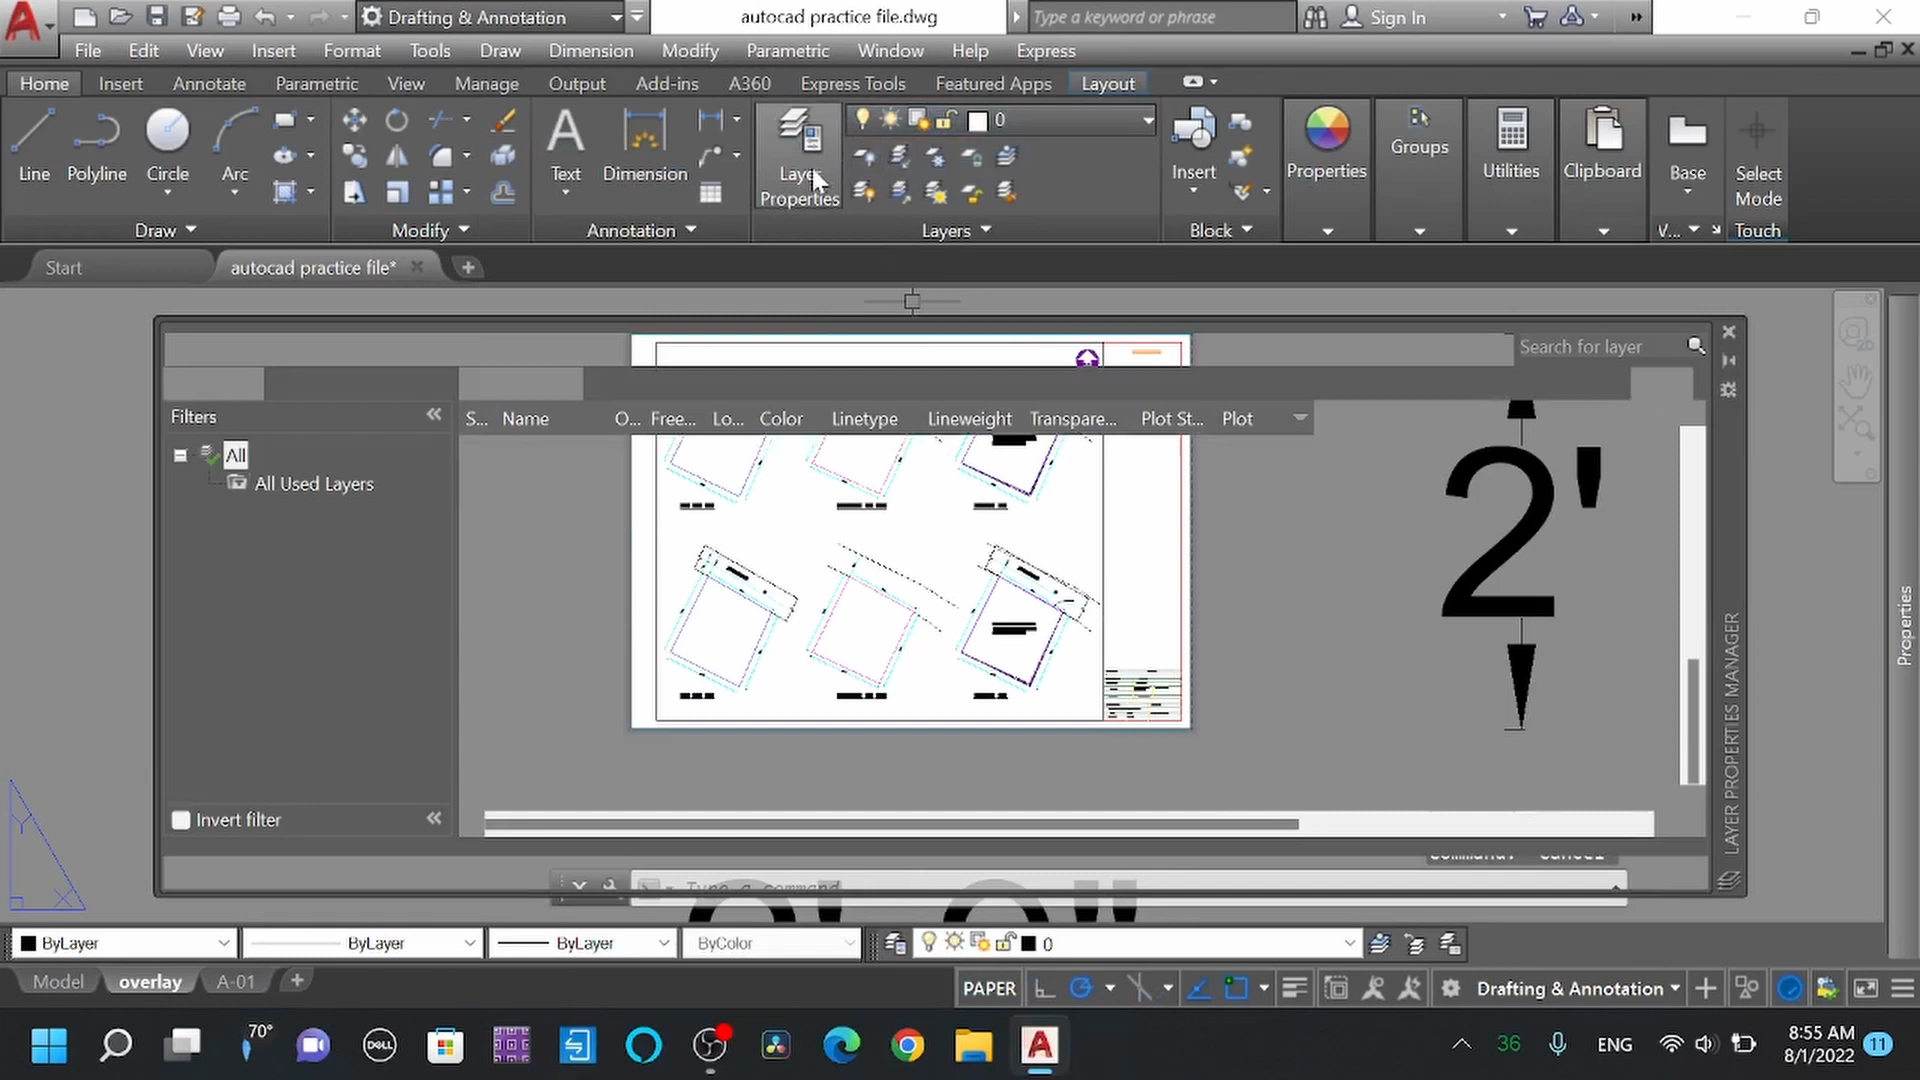 Drafting & Annotation
autocad practice file.dwg
Type a keyword or phrase
Sign In
File Edit View Insert Format Tools Draw Dimension Modify Parametric Window Help Express
Home Insert Annotate Parametric View Manage Output Add-ins A360 Express Tools Featured Apps Layout
0
Line Polyline Circle Arc Text Dimension Layer Properties Insert Properties Groups Utilities Clipboard Base Select Mode
Draw Modify Annotation Layers Block V... Touch
Start autocad practice file*
Search for layer
Filters
S... Name O... Free... Lo... Color Linetype Lineweight Transpare... Plot St... Plot
All
All Used Layers
2'
Y
X
Properties
LAYER PROPERTIES MANAGER
Invert filter
Command: *Cancel*
Type a command
ByLayer ByLayer ByLayer ByColor 0
Model overlay A-01 PAPER Drafting & Annotation
70°
DELL
36 ENG 8:55 AM
8/1/2022 11